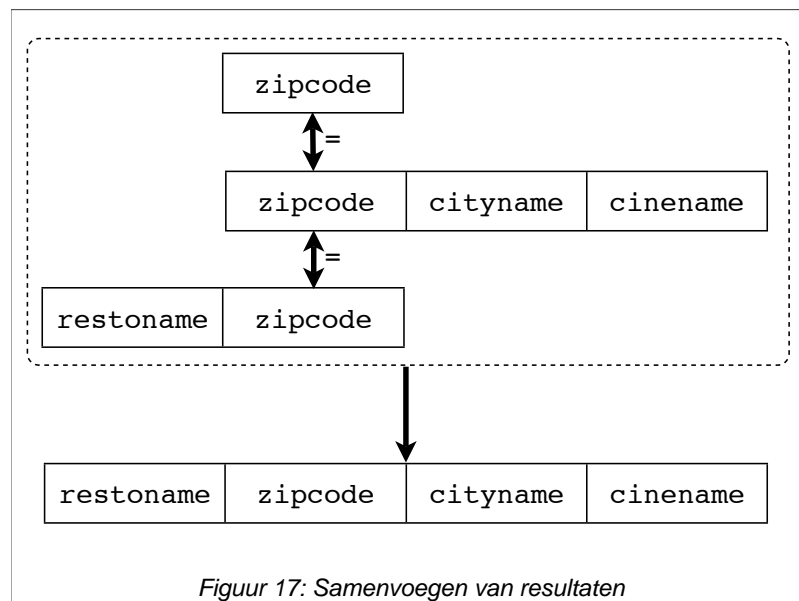 zipcode
=
zipcode cityname cinename
=
restoname zipcode
restoname zipcode cityname cinename
Figuur 17: Samenvoegen van resultaten